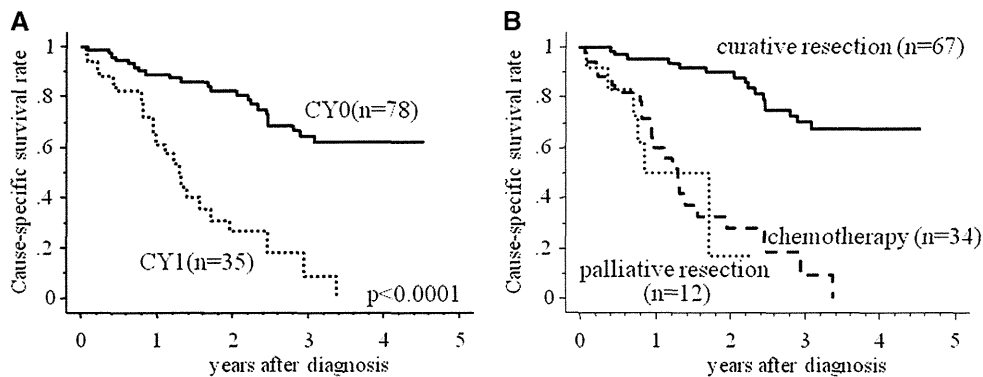 A
Cause-specific survival rate
1
.8
.6
.4
.2
0
CY0(n=78)
CY1(n=35)
p<0.0001
0 1 2 3 4 5
years after diagnosis
B
Cause-specific survival rate
1
.8
.6
.4
.2
0
curative resection (n=67)
chemotherapy (n=34)
palliative resection
(n=12)
0 1 2 3 4 5
years after diagnosis